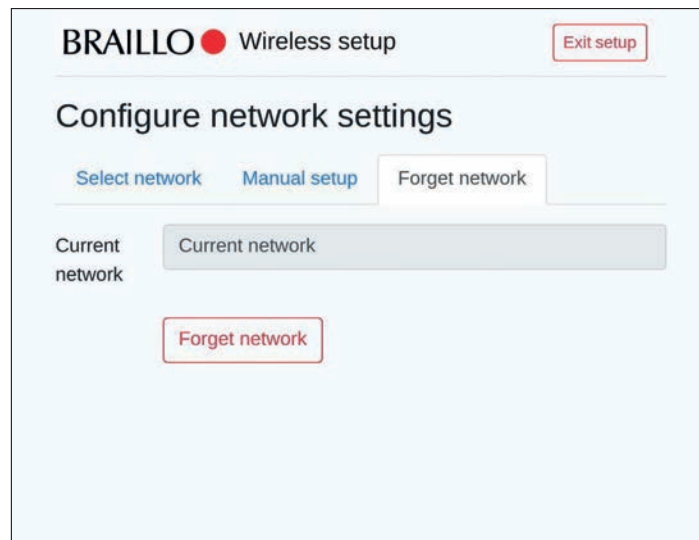 BRAILLO Wireless setup Exit setup
Configure network settings
Select network Manual setup Forget network
Current network Current network
Forget network